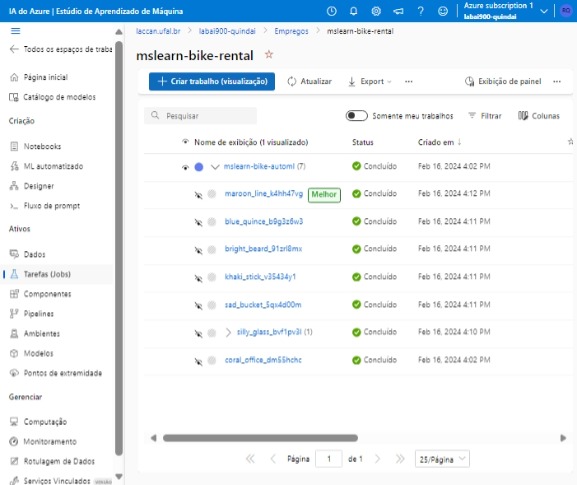 IA do Azure | Estúdio de Aprendizado de Máquina
Azure subscription 1
labai900-quindai
RO
Todos os espaços de traba
Página inicial
Catálogo de modelos
Criação
Notebooks
ML automatizado
Designer
Fluxo de prompt
Ativos
Dados
Tarefas (Jobs)
Componentes
Pipelines
Ambientes
Modelos
Pontos de extremidade
Gerenciar
Computação
Monitoramento
Rotulagem de Dados
Serviços Vinculados
laccan.ufal.br > labai900-quindai > Empregos > mslearn-bike-rental
mslearn-bike-rental
Criar trabalho (visualização) Atualizar Export Exibição de painel
Pesquisar Somente meu trabalhos Filtrar Colunas
Nome de exibição (1 visualizado) Status Criado em ↓
mslearn-bike-automl (7) Concluído Feb 16, 2024 4:02 PM
maroon_line_k4hh47vg Melhor Concluído Feb 16, 2024 4:12 PM
blue_quince_b9g3z6w3 Concluído Feb 16, 2024 4:11 PM
bright_beard_91zrl8mx Concluído Feb 16, 2024 4:11 PM
khaki_stick_v35434y1 Concluído Feb 16, 2024 4:11 PM
sad_bucket_5qx4d00m Concluído Feb 16, 2024 4:11 PM
silly_glass_bvf1pv3l (1) Concluído Feb 16, 2024 4:10 PM
coral_office_dm55hchc Concluído Feb 16, 2024 4:02 PM
Página 1 de 1 25/Página